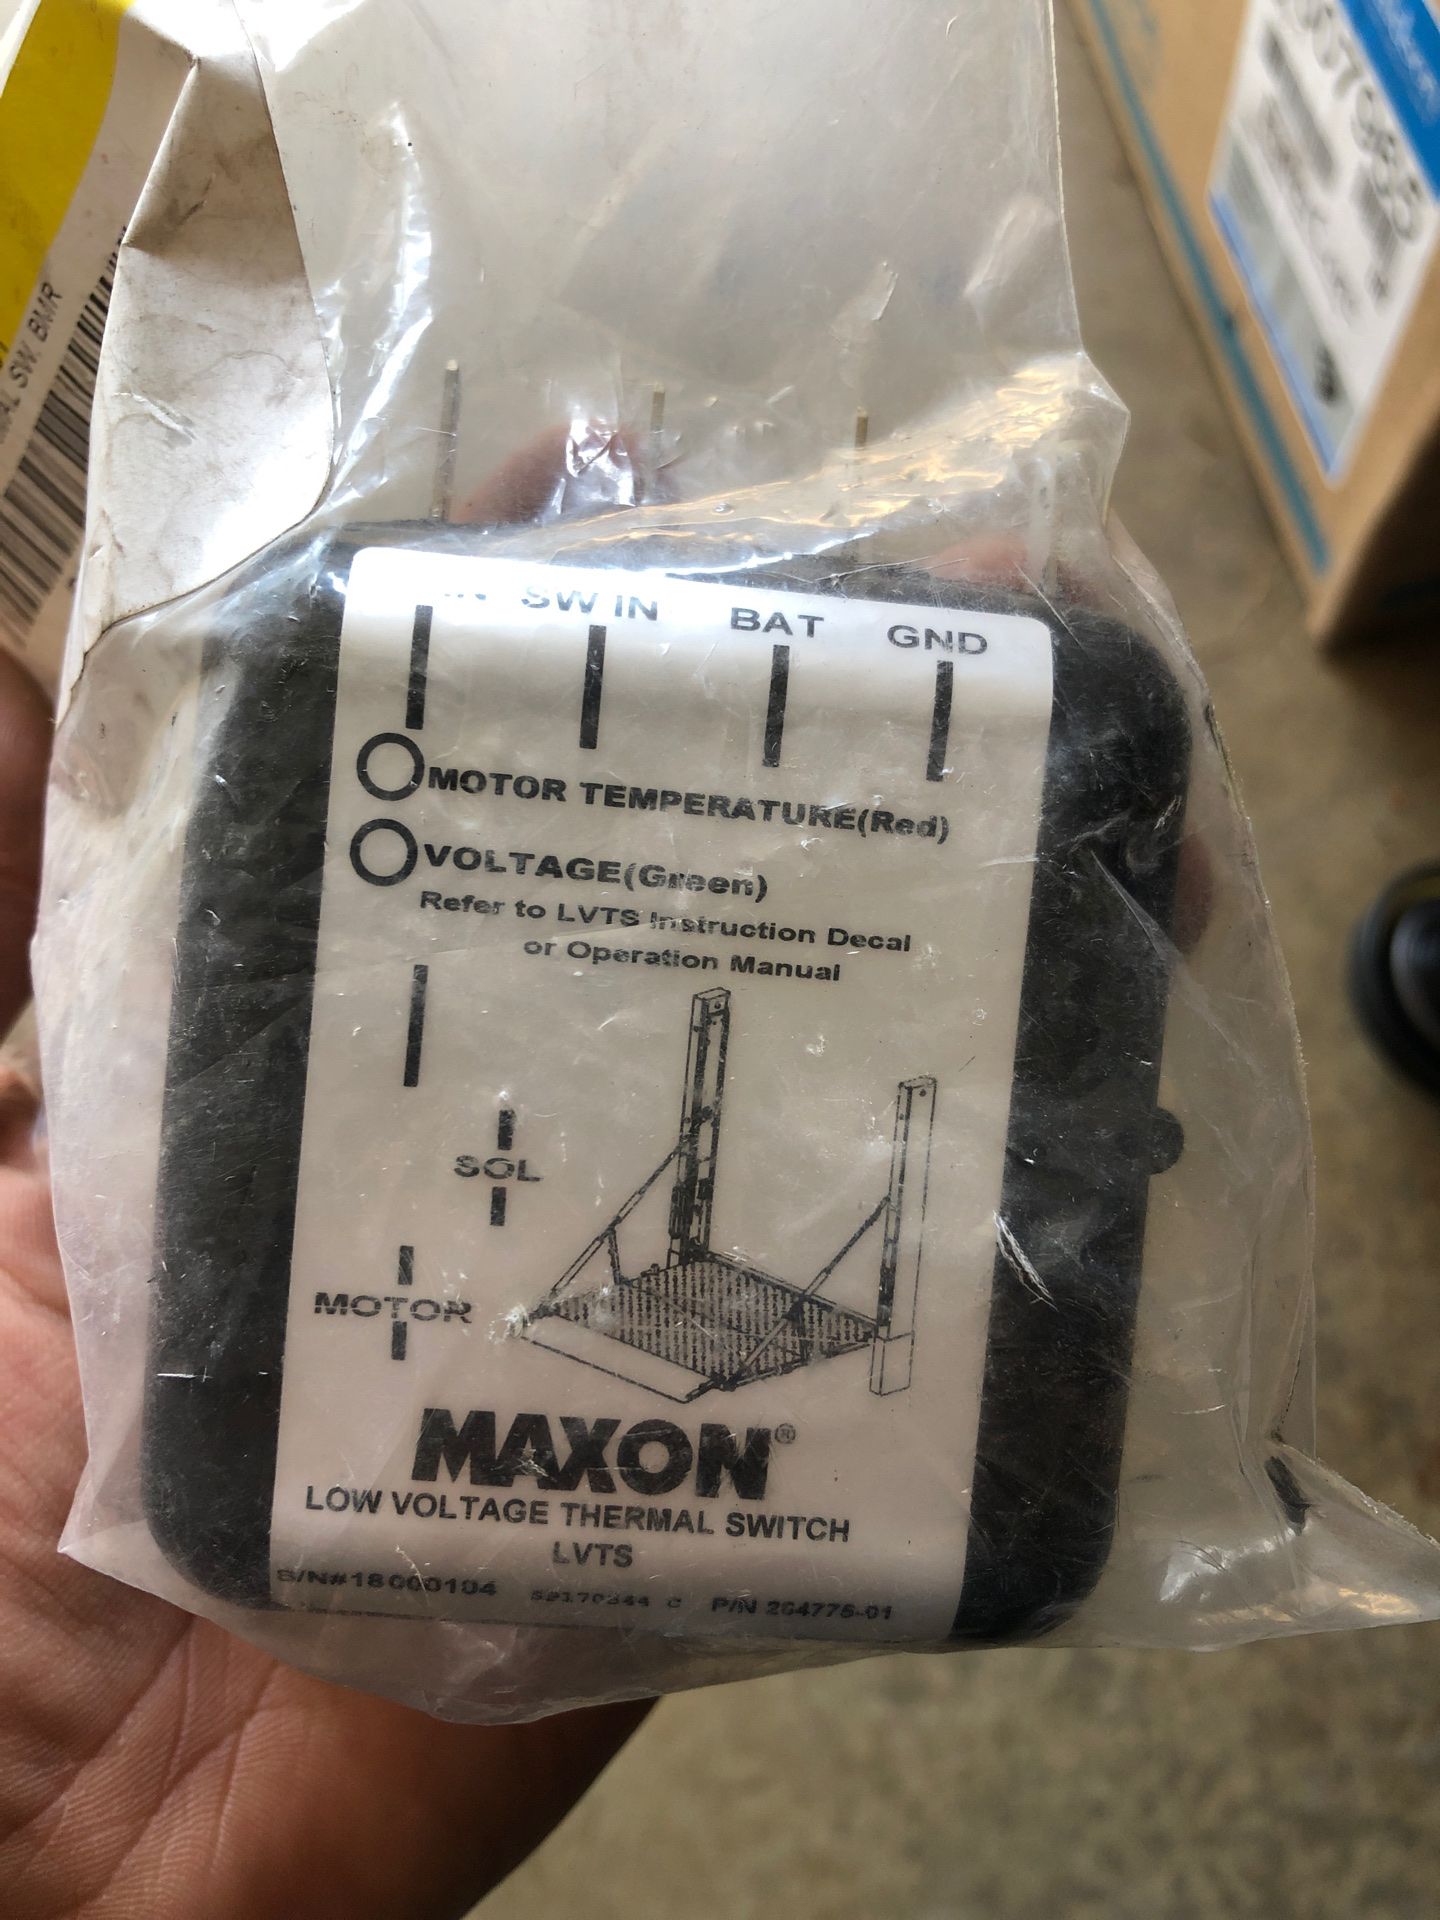 SW. BMR
SW IN BAT GND
MOTOR TEMPERATURE(Red)
VOLTAGE(Green)
Refer to LVTS Instruction Decal
or Operation Manual
SOL
MOTOR
MAXON®
LOW VOLTAGE THERMAL SWITCH
LVTS
S/N#18000104 P/N 264775-01